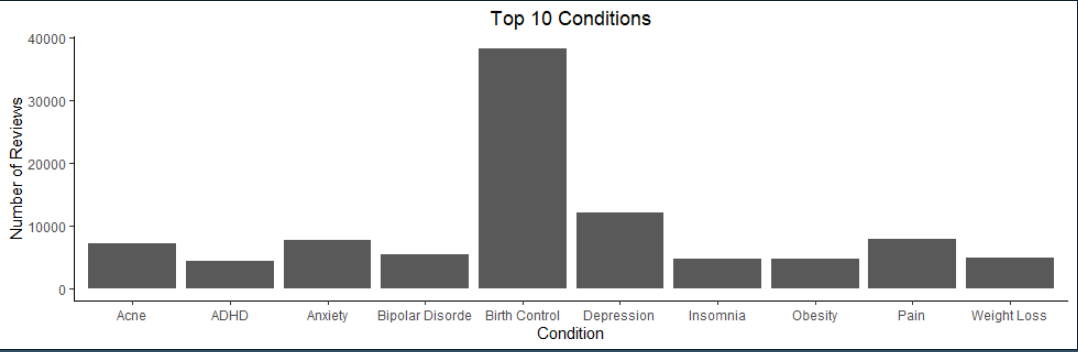 Top 10 Conditions
Number of Reviews
40000
30000
20000
10000
0
Acne ADHD Anxiety Bipolar Disorde Birth Control Depression Insomnia Obesity Pain Weight Loss
Condition